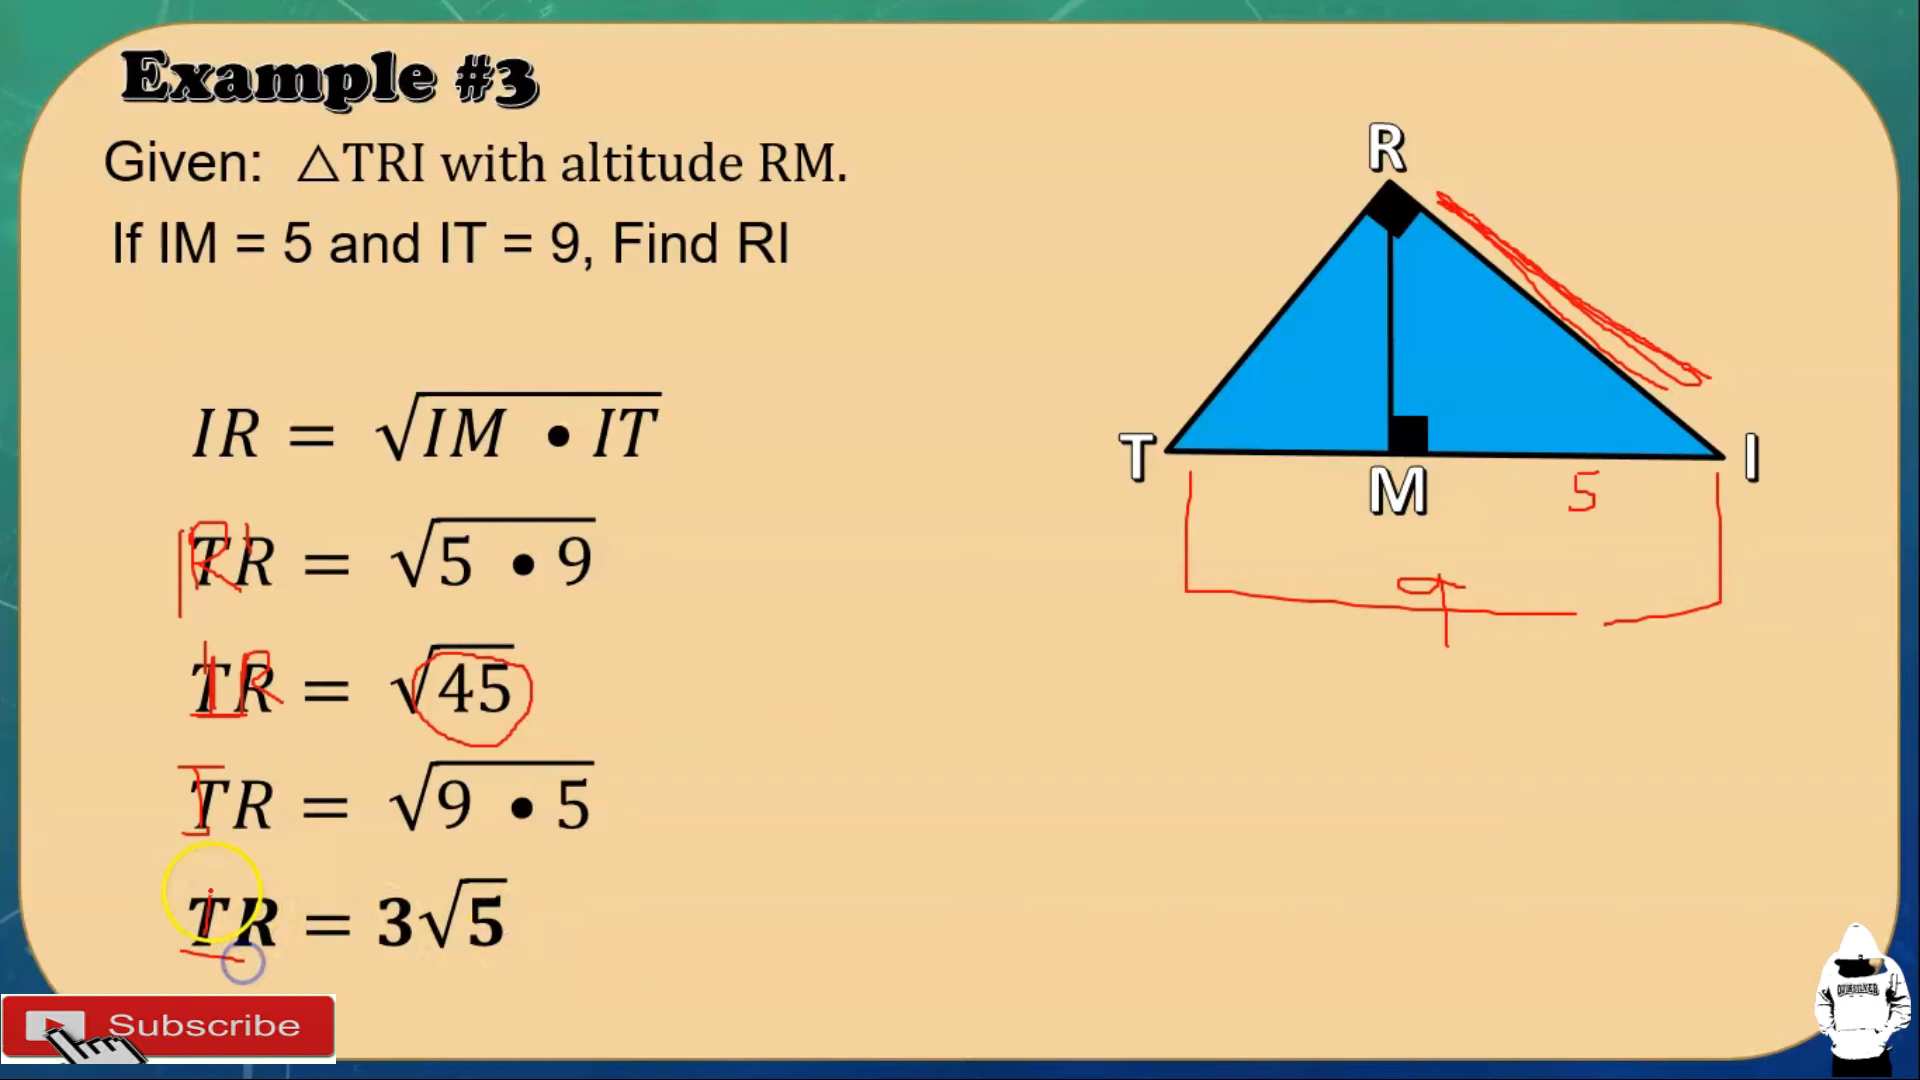 Example #3
Given: △TRI with altitude RM.
If IM = 5 and IT = 9, Find RI
IR = √IM • IT
TR = √5 • 9
TR = √45
TR = √9 • 5
TR = 3√5
R
T
M
I
5
9
Subscribe
QUIKSILVER